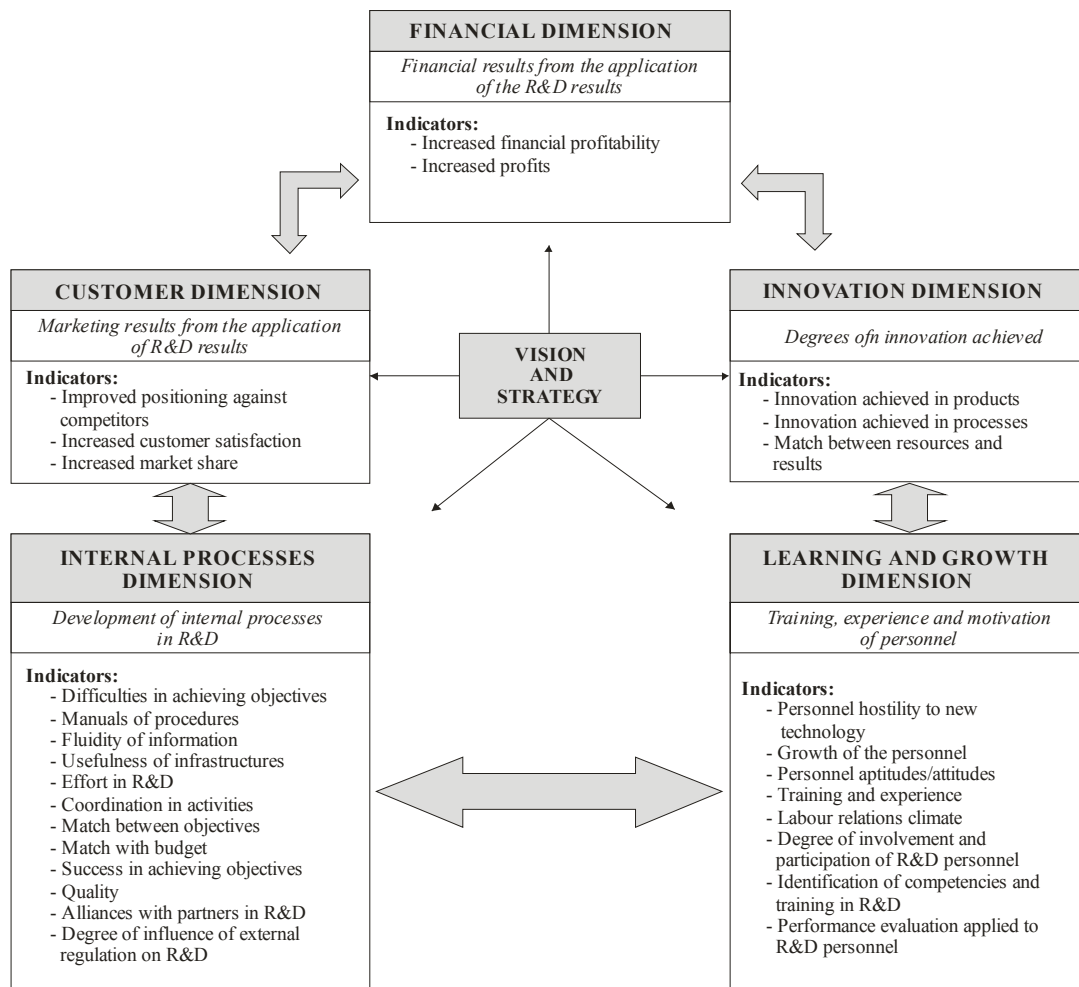 FINANCIAL DIMENSION
Financial results from the application
of the R&D results
Indicators:
- Increased financial profitability
- Increased profits
CUSTOMER DIMENSION
Marketing results from the application
of R&D results
Indicators:
- Improved positioning against
competitors
- Increased customer satisfaction
- Increased market share
VISION
AND
STRATEGY
INNOVATION DIMENSION
Degrees ofn innovation achieved
Indicators:
- Innovation achieved in products
- Innovation achieved in processes
- Match between resources and
results
INTERNAL PROCESSES
DIMENSION
Development of internal processes
in R&D
Indicators:
- Difficulties in achieving objectives
- Manuals of procedures
- Fluidity of information
- Usefulness of infrastructures
- Effort in R&D
- Coordination in activities
- Match between objectives
- Match with budget
- Success in achieving objectives
- Quality
- Alliances with partners in R&D
- Degree of influence of external
regulation on R&D
LEARNING AND GROWTH
DIMENSION
Training, experience and motivation
of personnel
Indicators:
- Personnel hostility to new
technology
- Growth of the personnel
- Personnel aptitudes/attitudes
- Training and experience
- Labour relations climate
- Degree of involvement and
participation of R&D personnel
- Identification of competencies and
training in R&D
- Performance evaluation applied to
R&D personnel